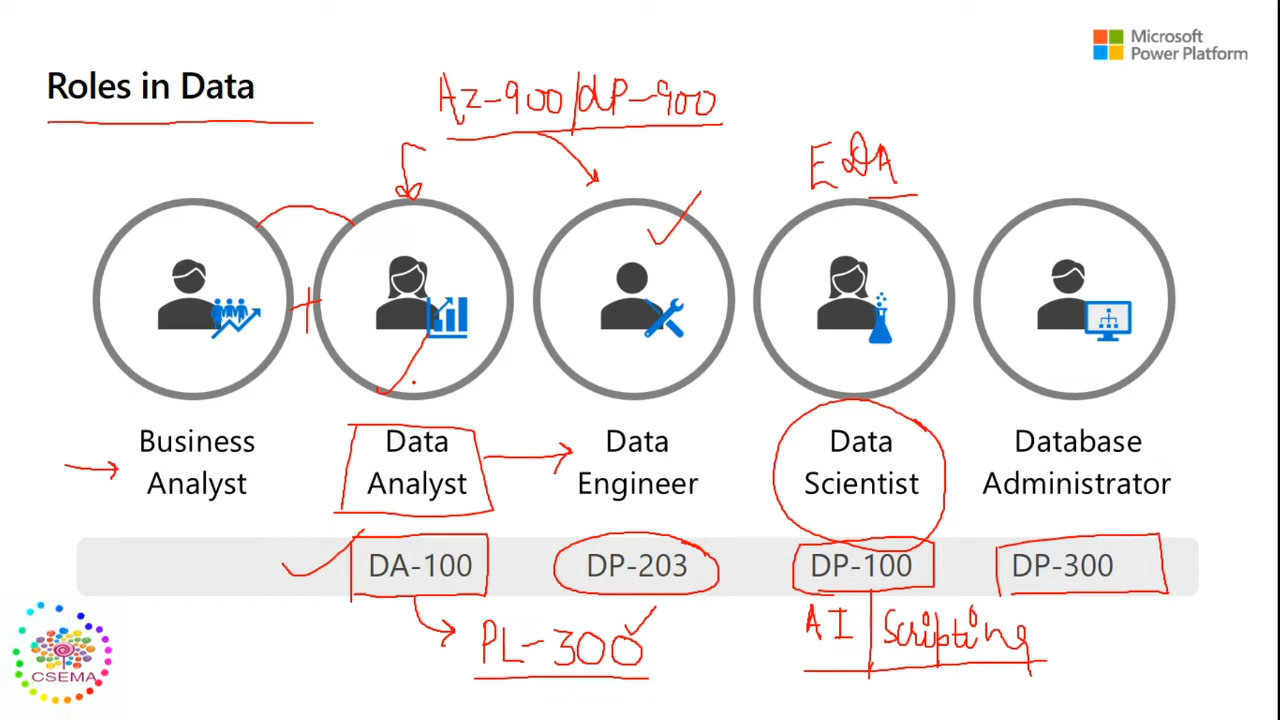 Microsoft
Power Platform
Roles in Data
AZ-900/dP-900
EDA
Business
Analyst
Data
Analyst
Data
Engineer
Data
Scientist
Database
Administrator
DA-100
DP-203
DP-100
DP-300
PL-300
AI
Scripting
CSEMA